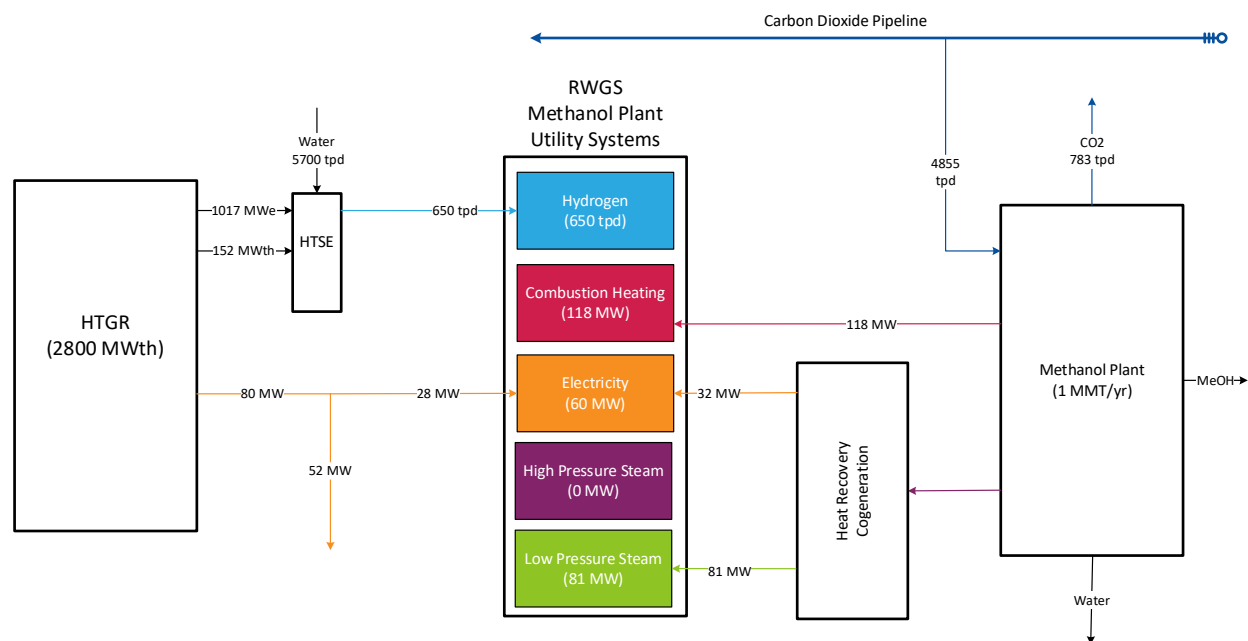 Carbon Dioxide Pipeline
RWGS
Methanol Plant
Utility Systems
Water
5700 tpd
CO2
783 tpd
4855
tpd
1017 MWe
152 MWth
HTSE
650 tpd
Hydrogen
(650 tpd)
Combustion Heating
(118 MW)
118 MW
HTGR
(2800 MWth)
80 MW
28 MW
52 MW
Electricity
(60 MW)
32 MW
High Pressure Steam
(0 MW)
Low Pressure Steam
(81 MW)
81 MW
Heat Recovery
Cogeneration
Methanol Plant
(1 MMT/yr)
MeOH
Water